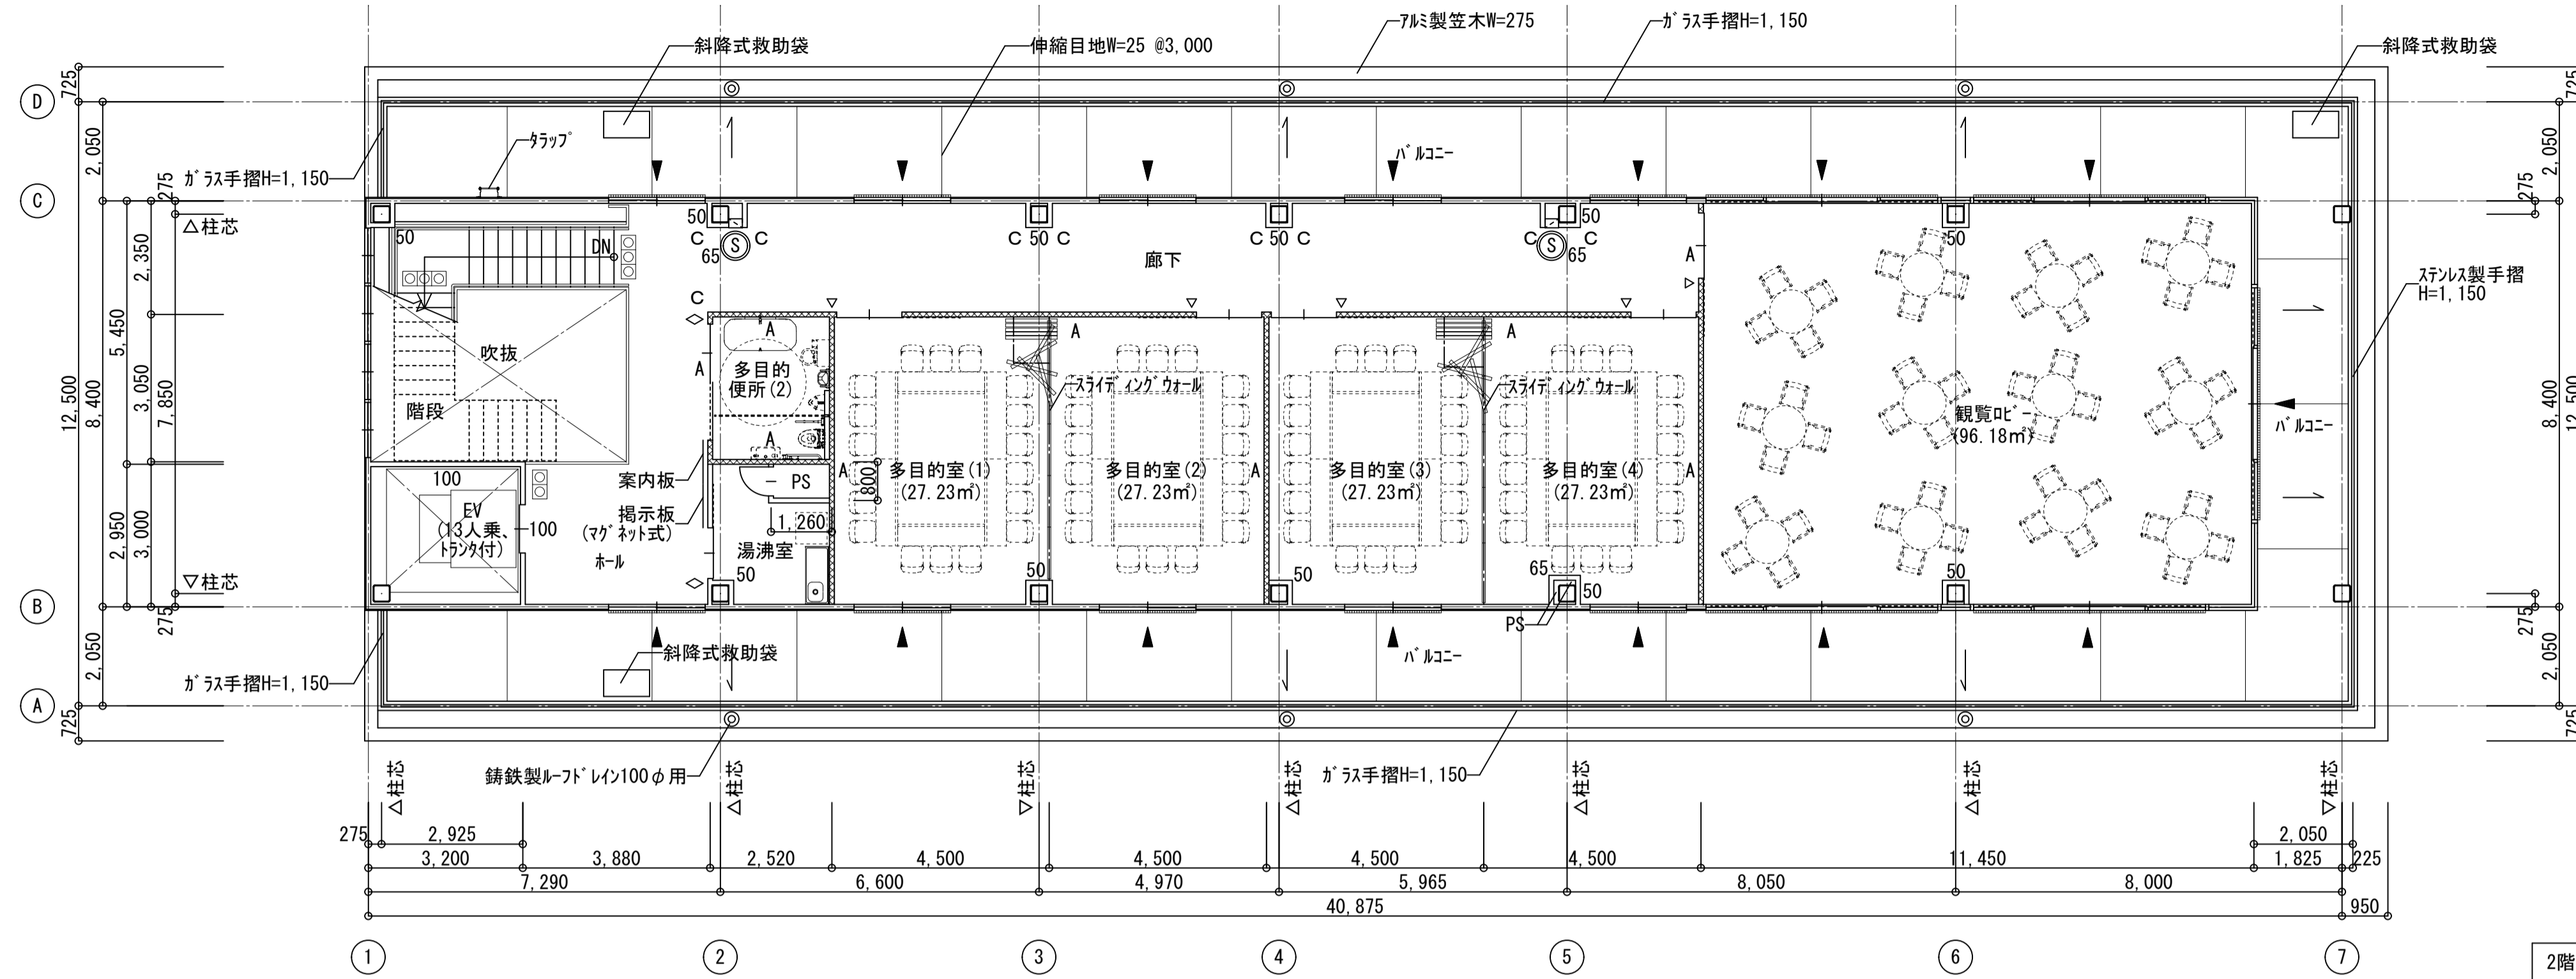 アルミ製笠木W=275
ガラス手摺H=1,150
斜降式救助袋
伸縮目地W=25 @3,000
斜降式救助袋
725
D
2,050
タラップ
バルコニー
ガラス手摺H=1,150
275
C
△柱芯
50
50
C
C
S
65
C 50 C
C 50 C
C
S
C
50
65
50
DN
廊下
A
2,350
5,450
3,050
7,850
12,500
8,400
吹抜
階段
C
A
A
多目的
便所(2)
A
A
A
スライディングウォール
スライディングウォール
ステンレス製手摺
H=1,150
観覧ロビー
(96.18㎡)
バルコニー
案内板
掲示板
(マグネット式)
ホール
PS
800
1,260
湯沸室
A
多目的室(1)
(27.23㎡)
多目的室(2)
(27.23㎡)
A
多目的室(3)
(27.23㎡)
多目的室(4)
(27.23㎡)
A
100
EV
(13人乗、
トランク付)
100
2,950
3,000
▽柱芯
B
275
50
50
50
65
50
50
PS
2,050
斜降式救助袋
バルコニー
ガラス手摺H=1,150
A
725
鋳鉄製ルーフドレイン100φ用
ガラス手摺H=1,150
725
2,050
275
8,400
12,500
275
2,050
725
△柱芯
△柱芯
▽柱芯
△柱芯
△柱芯
△柱芯
▽柱芯
275
2,925
2,050
3,200
3,880
2,520
4,500
4,500
4,500
4,500
11,450
1,825
225
7,290
6,600
4,970
5,965
8,050
8,000
40,875
950
1
2
3
4
5
6
7
2階